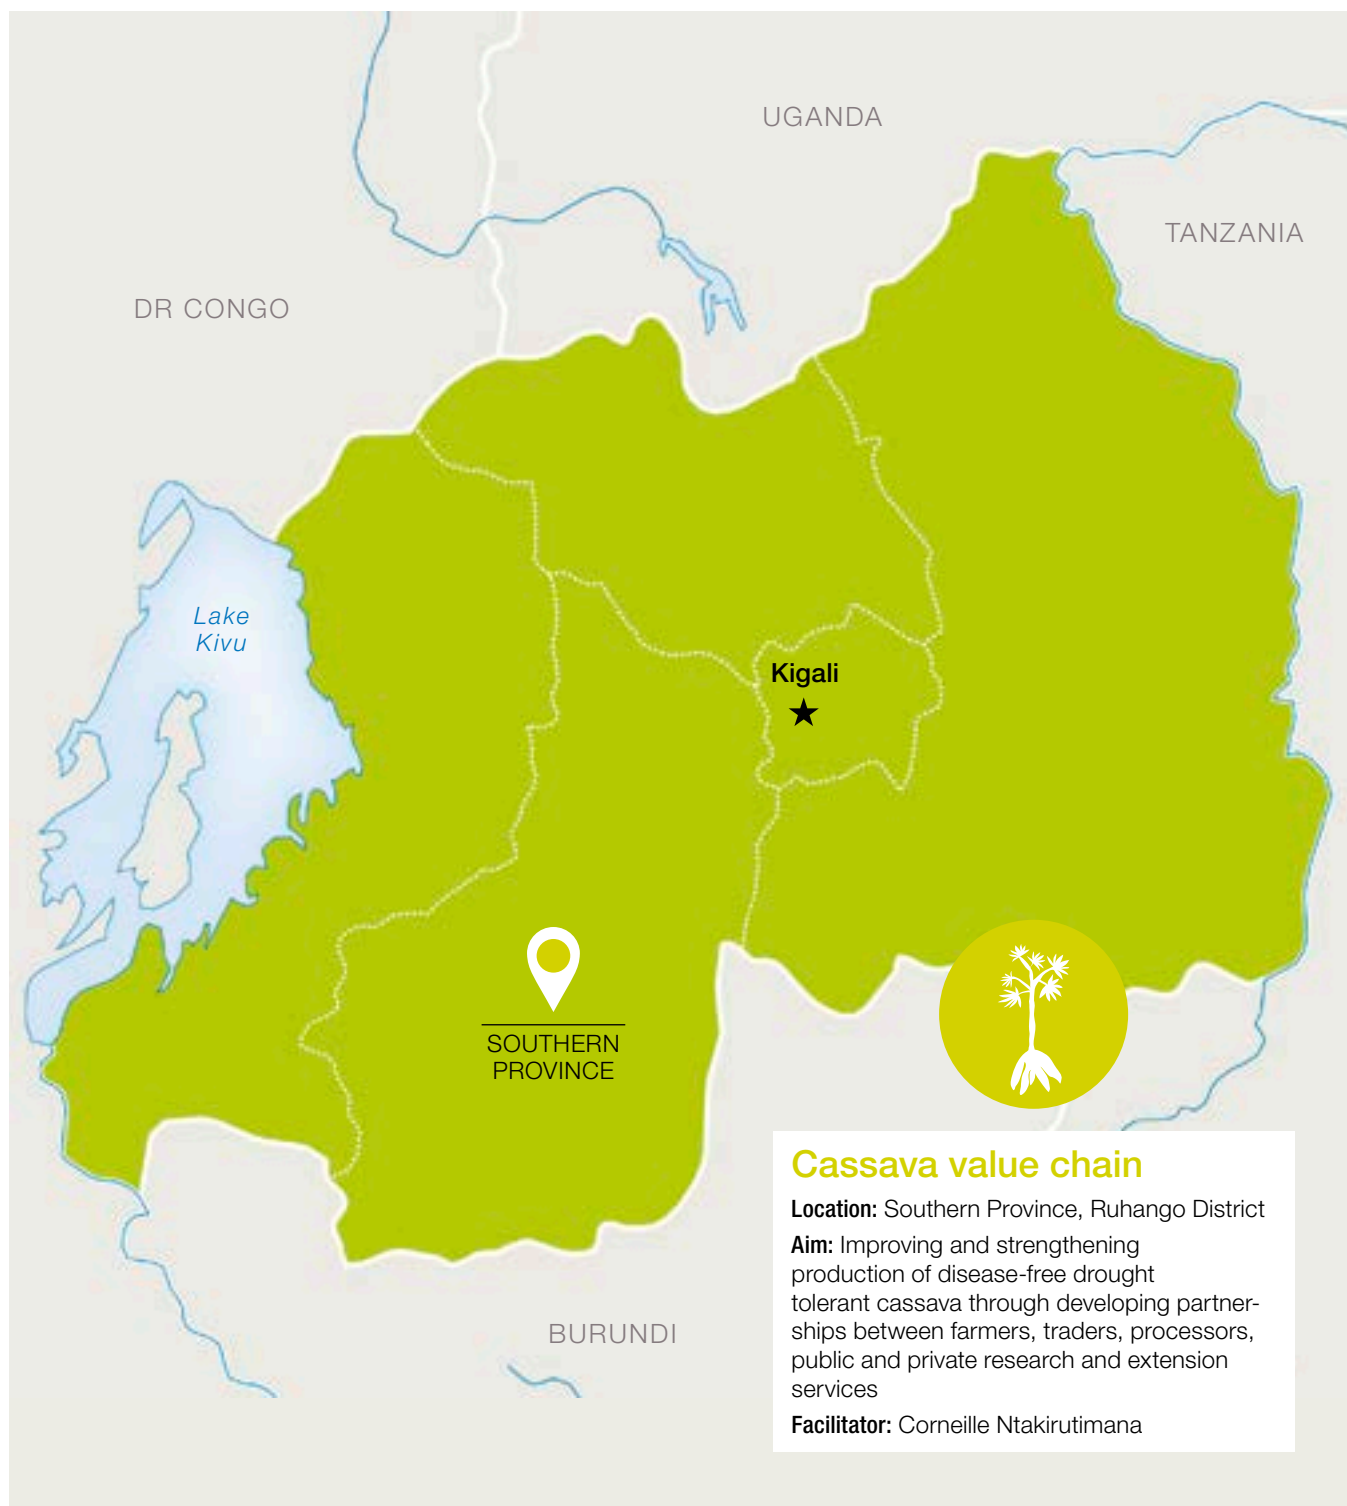 UGANDA
TANZANIA
DR CONGO
Lake
Kivu
Kigali
SOUTHERN
PROVINCE
BURUNDI
Cassava value chain
Location: Southern Province, Ruhango District
Aim: Improving and strengthening
production of disease-free drought
tolerant cassava through developing partner-
ships between farmers, traders, processors,
public and private research and extension
services
Facilitator: Corneille Ntakirutimana